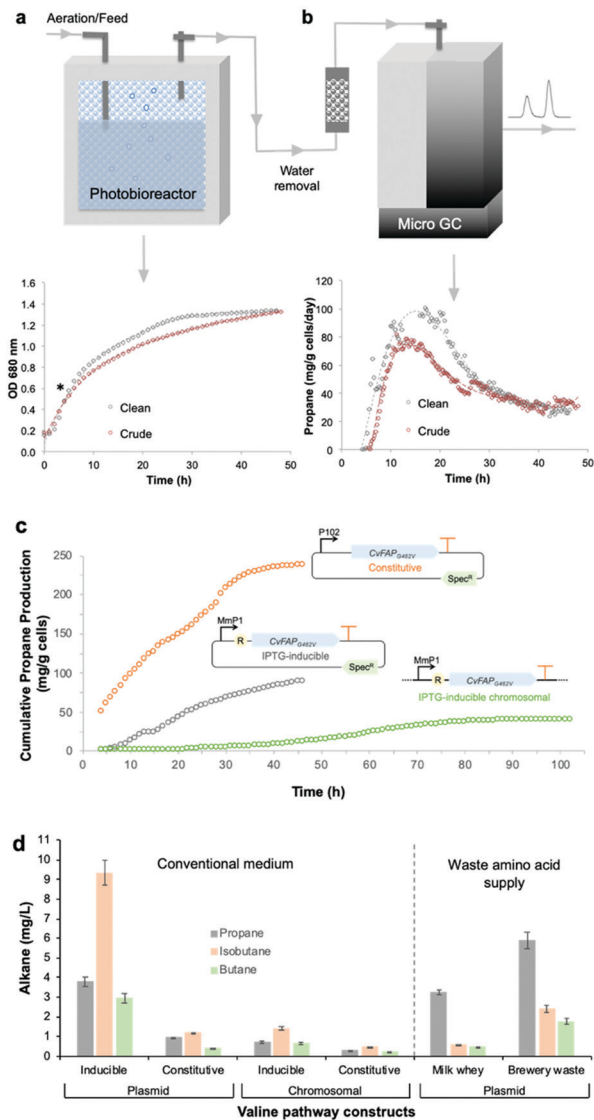 a
Aeration/Feed
b
Photobioreactor
Water
removal
Micro GC
OD 680 nm
1.6
1.4
1.2
1.0
0.8
0.6
0.4
0.2
0.0
*
Clean
Crude
0 10 20 30 40 50
Time (h)
Propane (mg/g cells/day)
120
100
80
60
40
20
0
Clean
Crude
0 10 20 30 40 50
Time (h)
c
Cumulative Propane Production
(mg/g cells)
250
200
150
100
50
0
P102
CvFAPG462V
Constitutive
SpecR
MmP1
R
CvFAPG462V
IPTG-inducible
SpecR
MmP1
R
CvFAPG462V
IPTG-inducible chromosomal
0 10 20 30 40 50 60 70 80 90 100
Time (h)
d
Alkane (mg/L)
11
10
9
8
7
6
5
4
3
2
1
0
Conventional medium
Waste amino acid
supply
Propane
Isobutane
Butane
Inducible Constitutive Inducible Constitutive Milk whey Brewery waste
Plasmid Chromosomal Plasmid
Valine pathway constructs